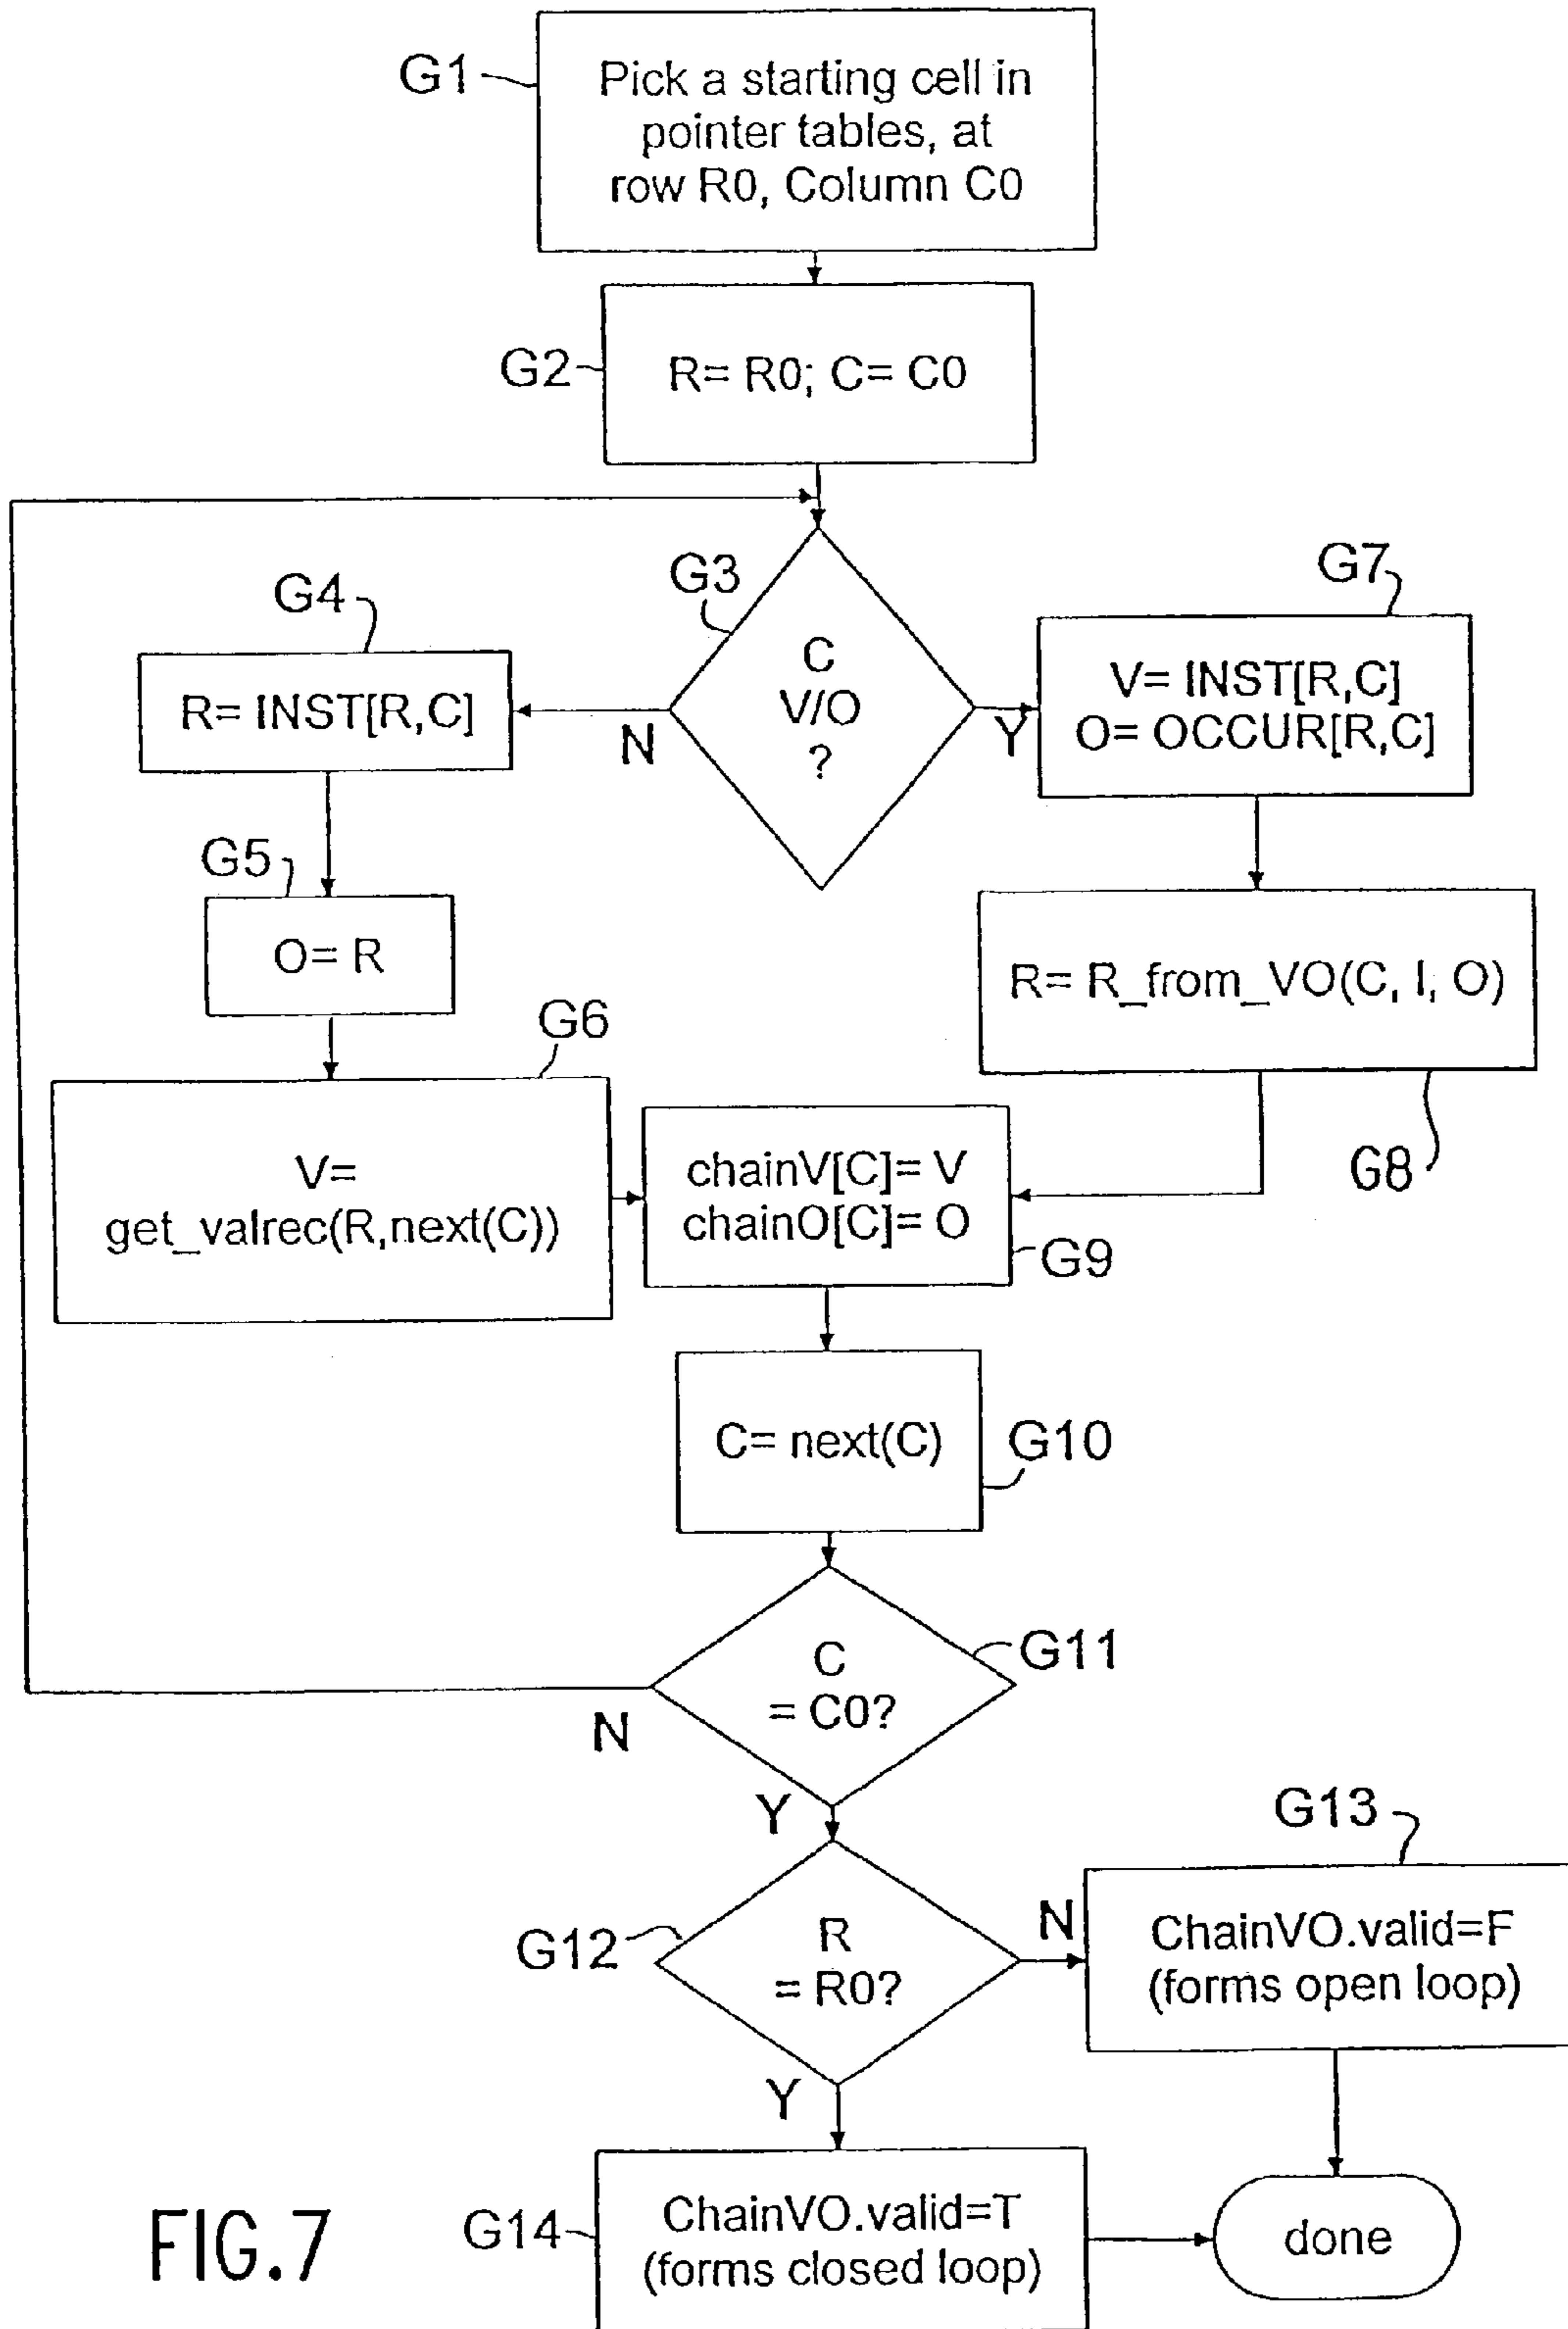 G1
Pick a starting cell in
pointer tables, at
row R0, Column C0
G2
R= R0; C= C0
G3
C
V/O
?
N
Y
G4
R= INST[R,C]
G7
V= INST[R,C]
O= OCCUR[R,C]
G5
O= R
G8
R= R_from_VO(C, I, O)
G6
V=
get_valrec(R,next(C))
chainV[C]= V
chainO[C]= O
G9
C= next(C)
G10
C
= C0?
G11
N
Y
G12
R
= R0?
N
Y
G13
ChainVO.valid=F
(forms open loop)
G14
ChainVO.valid=T
(forms closed loop)
done
FIG.7